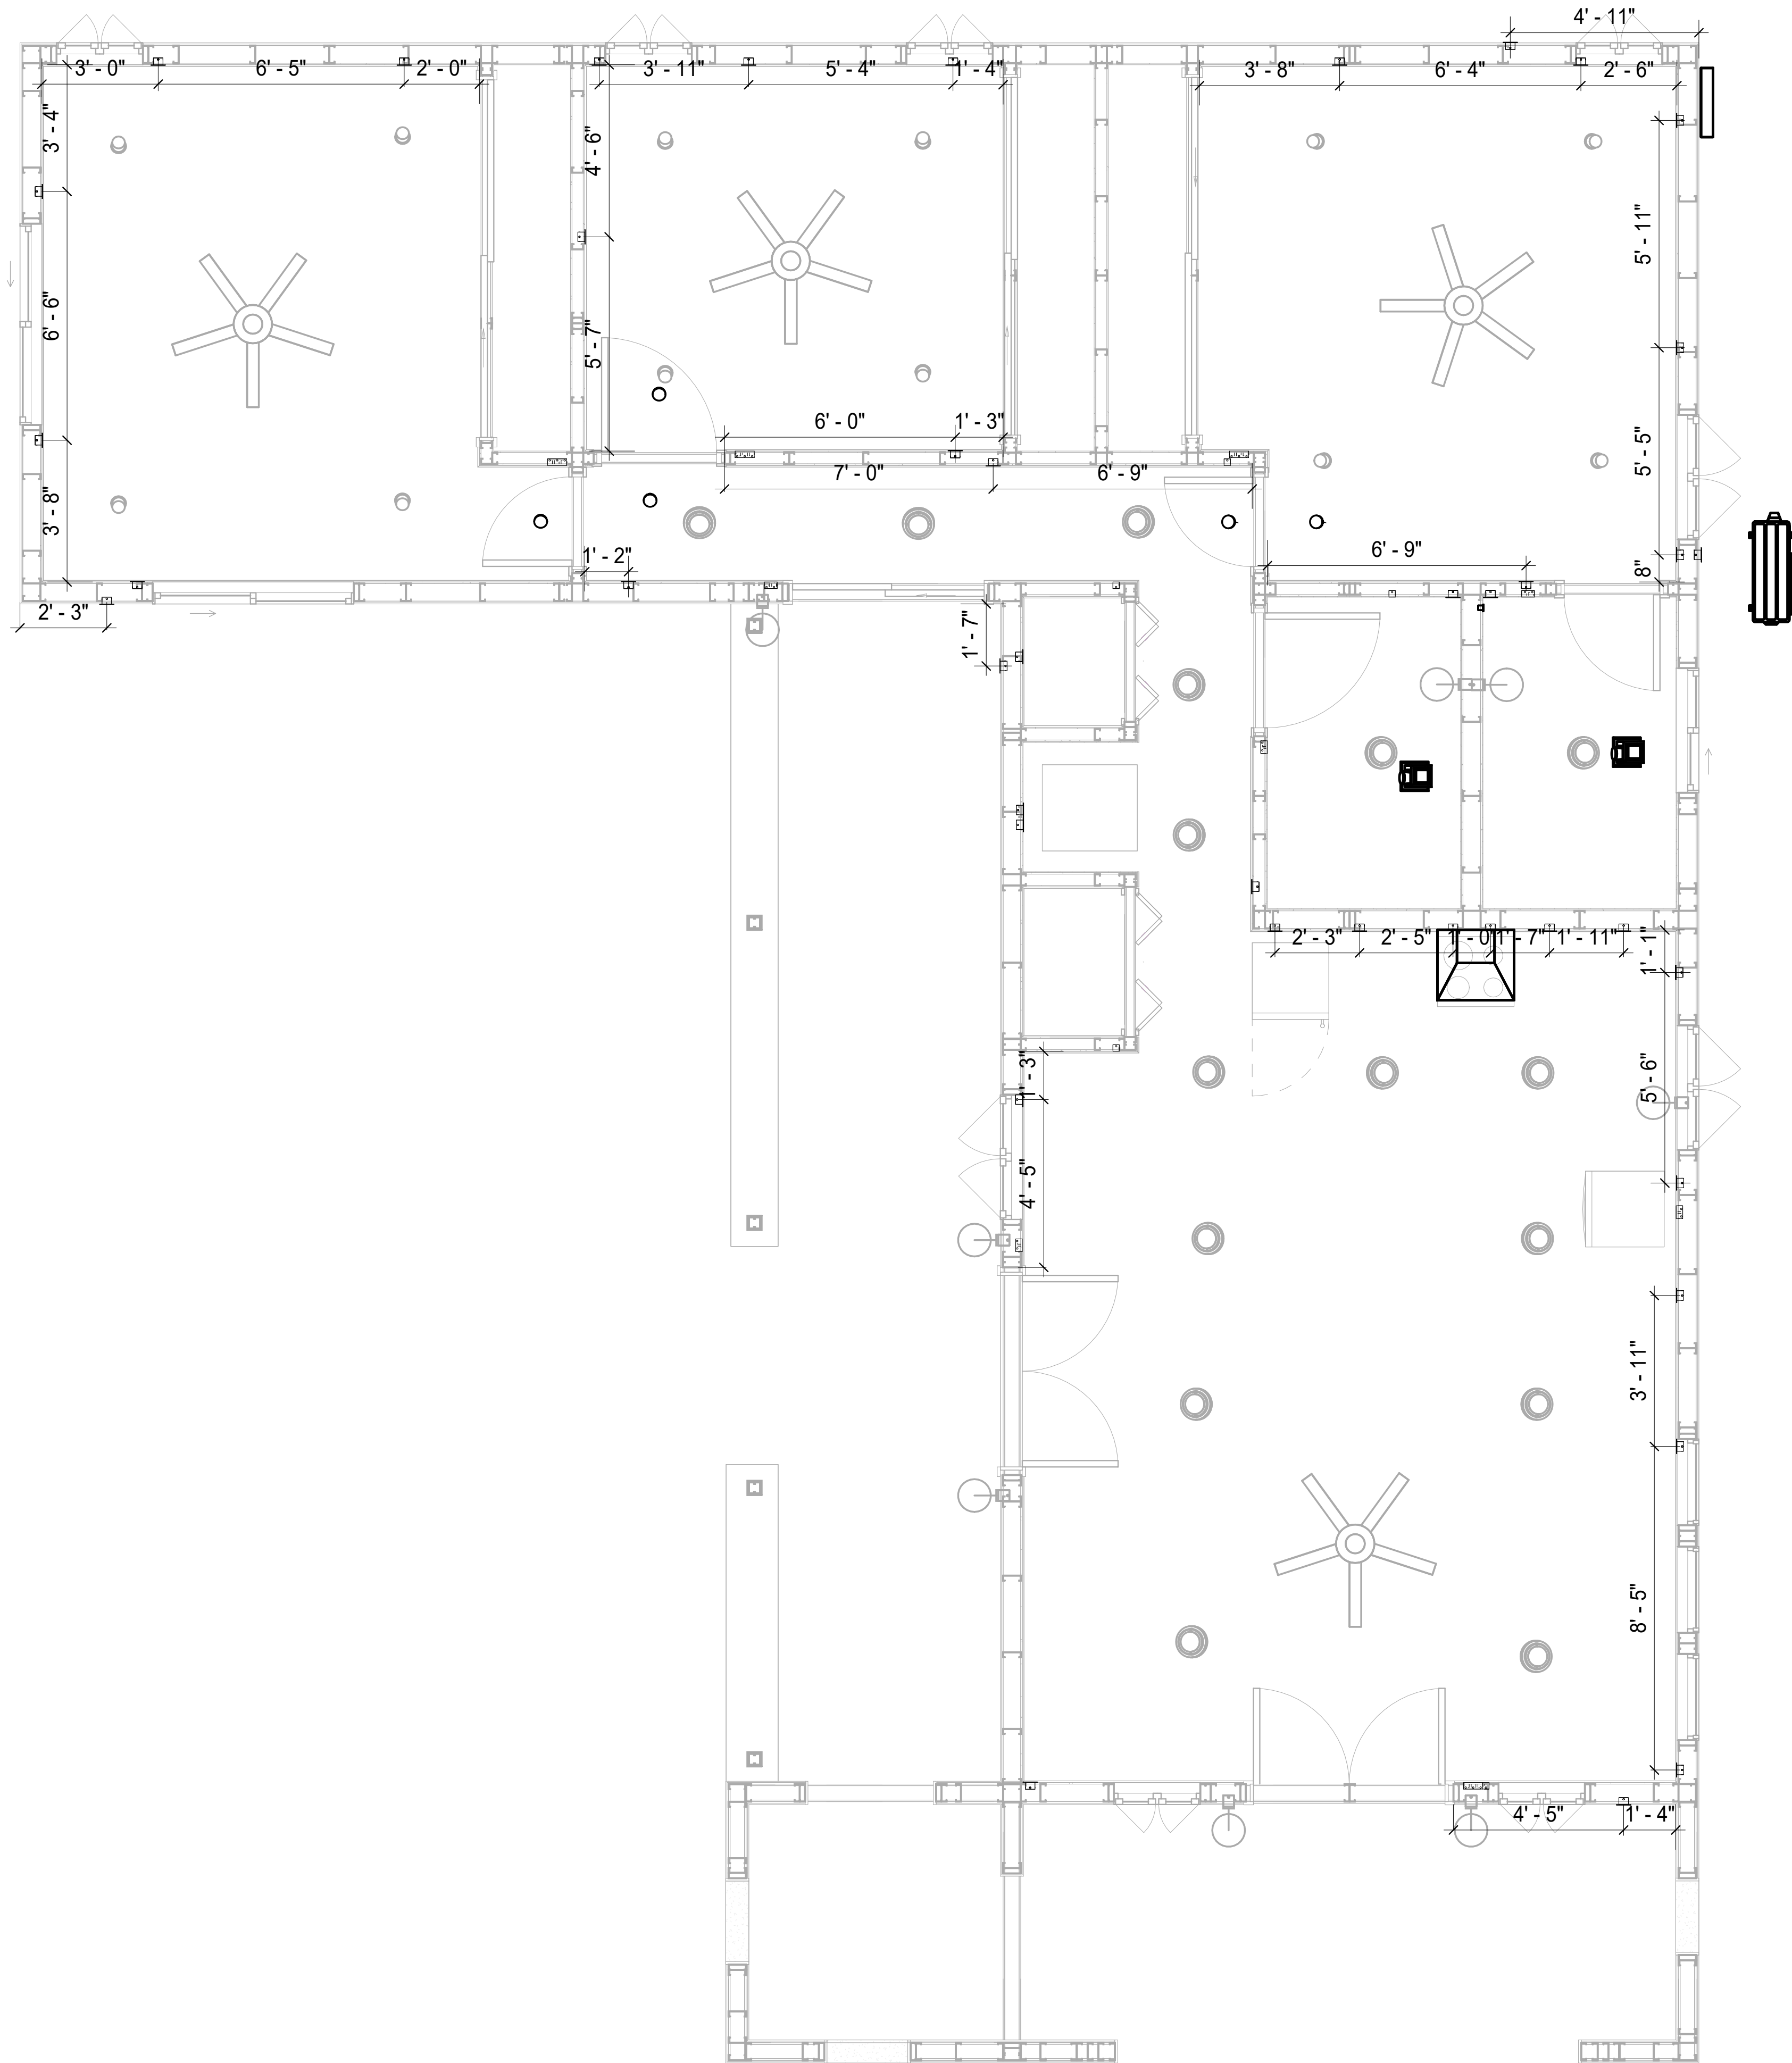 4' - 11"
3' - 0"
6' - 5"
2' - 0"
3' - 11"
5' - 4"
1' - 4"
3' - 8"
6' - 4"
2' - 6"
3' - 4"
4' - 6"
5' - 11"
6' - 6"
5' - 7"
6' - 0"
1' - 3"
5' - 5"
7' - 0"
6' - 9"
3' - 8"
1' - 2"
6' - 9"
8"
2' - 3"
1' - 7"
2' - 3"
2' - 5"
1' - 0"
1' - 7"
1' - 11"
1' - 1"
1' - 3"
5' - 6"
4' - 5"
3' - 11"
8' - 5"
4' - 5"
1' - 4"